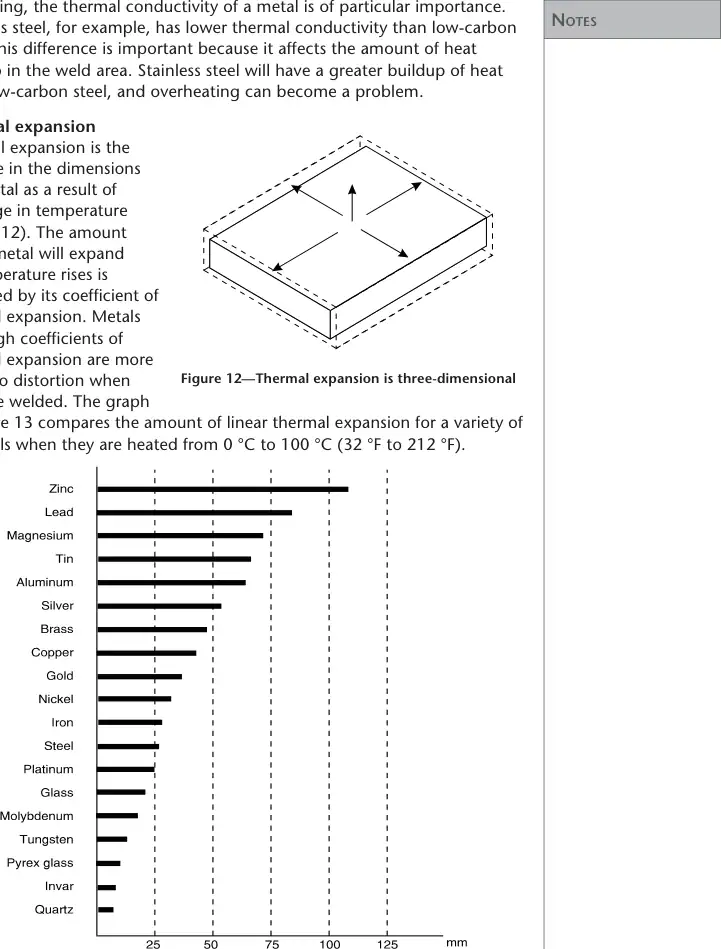 ing, the thermal conductivity of a metal is of particular importance.
s steel, for example, has lower thermal conductivity than low-carbon
his difference is important because it affects the amount of heat
in the weld area. Stainless steel will have a greater buildup of heat
w-carbon steel, and overheating can become a problem.
NOTES
al expansion
l expansion is the
e in the dimensions
tal as a result of
ge in temperature
12). The amount
metal will expand
perature rises is
ed by its coefficient of
l expansion. Metals
gh coefficients of
l expansion are more
o distortion when
e welded. The graph
Figure 12—Thermal expansion is three-dimensional
e 13 compares the amount of linear thermal expansion for a variety of
ls when they are heated from 0 °C to 100 °C (32 °F to 212 °F).
Zinc
Lead
Magnesium
Tin
Aluminum
Silver
Brass
Copper
Gold
Nickel
Iron
Steel
Platinum
Glass
Molybdenum
Tungsten
Pyrex glass
Invar
Quartz
25 50 75 100 125 mm